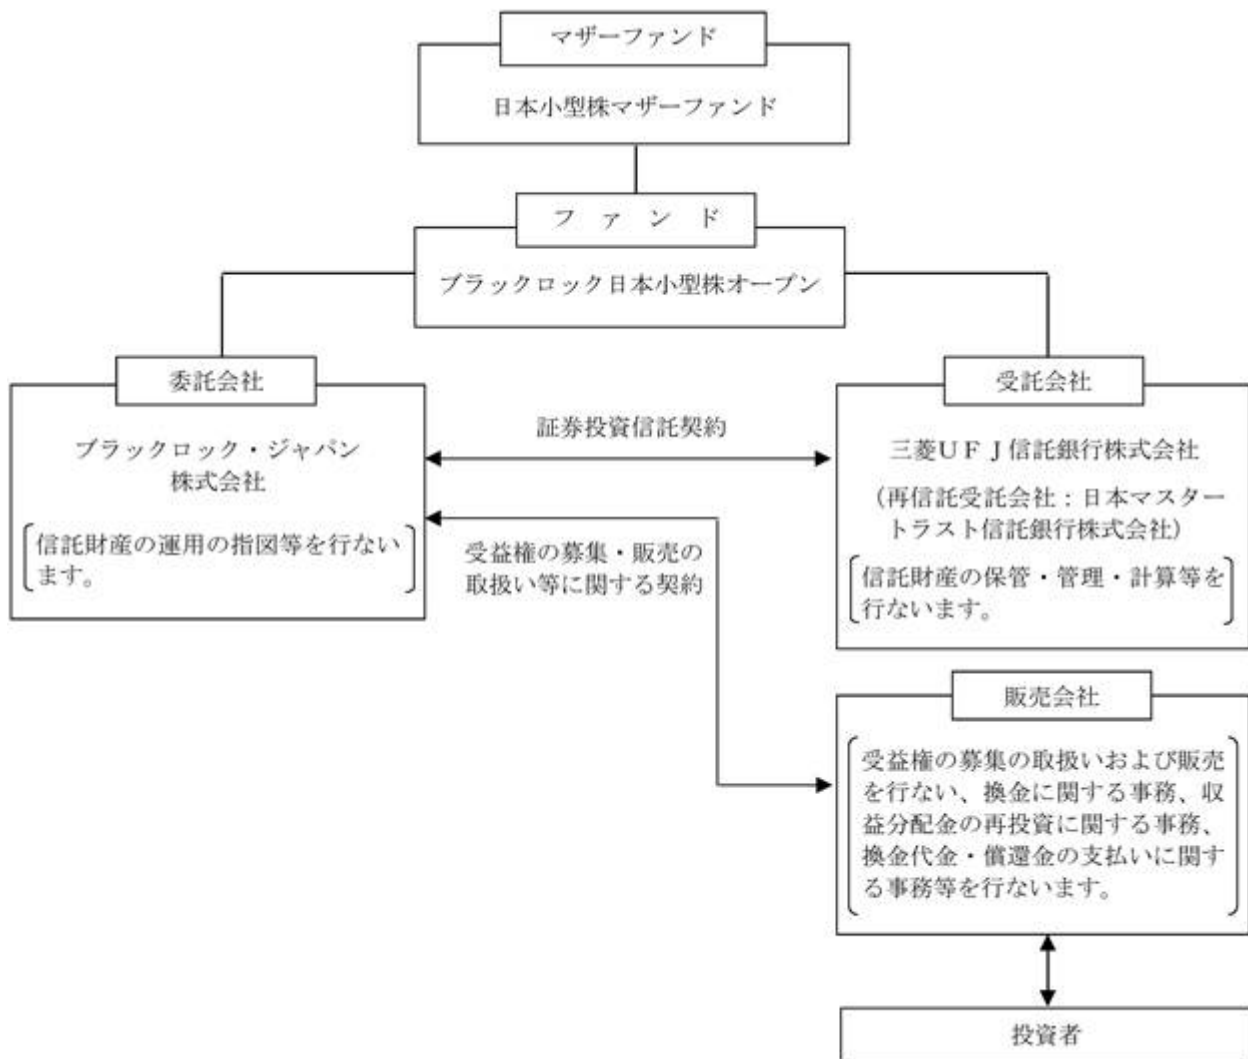 マザーファンド
日本小型株マザーファンド
ファンド
ブラックロック日本小型株オープン
委託会社
ブラックロック・ジャパン
株式会社
信託財産の運用の指図等を行ない
ます。
証券投資信託契約
受益権の募集・販売の
取扱い等に関する契約
受託会社
三菱UFJ信託銀行株式会社
（再信託受託会社：日本マスター
トラスト信託銀行株式会社）
信託財産の保管・管理・計算等を
行ないます。
販売会社
受益権の募集の取扱いおよび販売
を行ない、換金に関する事務、収
益分配金の再投資に関する事務、
換金代金・償還金の支払いに関す
る事務等を行ないます。
投資者